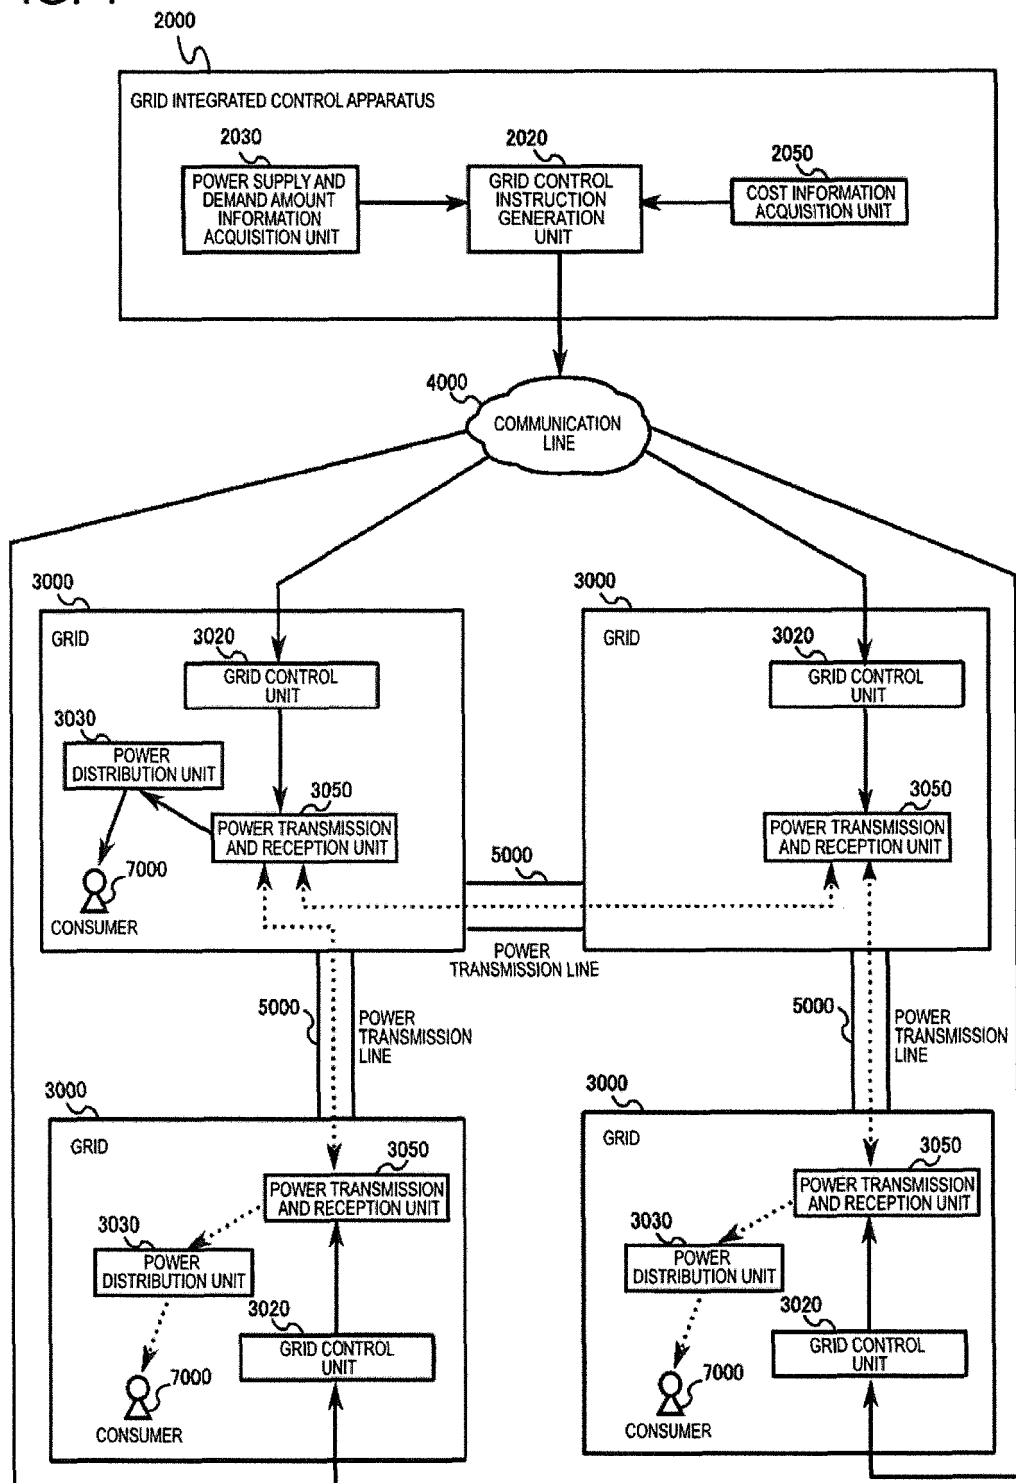 2000
GRID INTEGRATED CONTROL APPARATUS
2030
POWER SUPPLY AND
DEMAND AMOUNT
INFORMATION
ACQUISITION UNIT
2020
GRID CONTROL
INSTRUCTION
GENERATION
UNIT
2050
COST INFORMATION
ACQUISITION UNIT
4000
COMMUNICATION
LINE
3000
GRID
3020
GRID CONTROL
UNIT
3030
POWER
DISTRIBUTION UNIT
3050
POWER TRANSMISSION
AND RECEPTION UNIT
7000
CONSUMER
3000
GRID
3020
GRID CONTROL
UNIT
3050
POWER TRANSMISSION
AND RECEPTION UNIT
5000
POWER
TRANSMISSION LINE
5000
POWER
TRANSMISSION
LINE
5000
POWER
TRANSMISSION
LINE
3000
GRID
3050
POWER TRANSMISSION
AND RECEPTION UNIT
3030
POWER
DISTRIBUTION UNIT
3020
GRID CONTROL
UNIT
7000
CONSUMER
3000
GRID
3050
POWER TRANSMISSION
AND RECEPTION UNIT
3030
POWER
DISTRIBUTION UNIT
3020
GRID CONTROL
UNIT
7000
CONSUMER